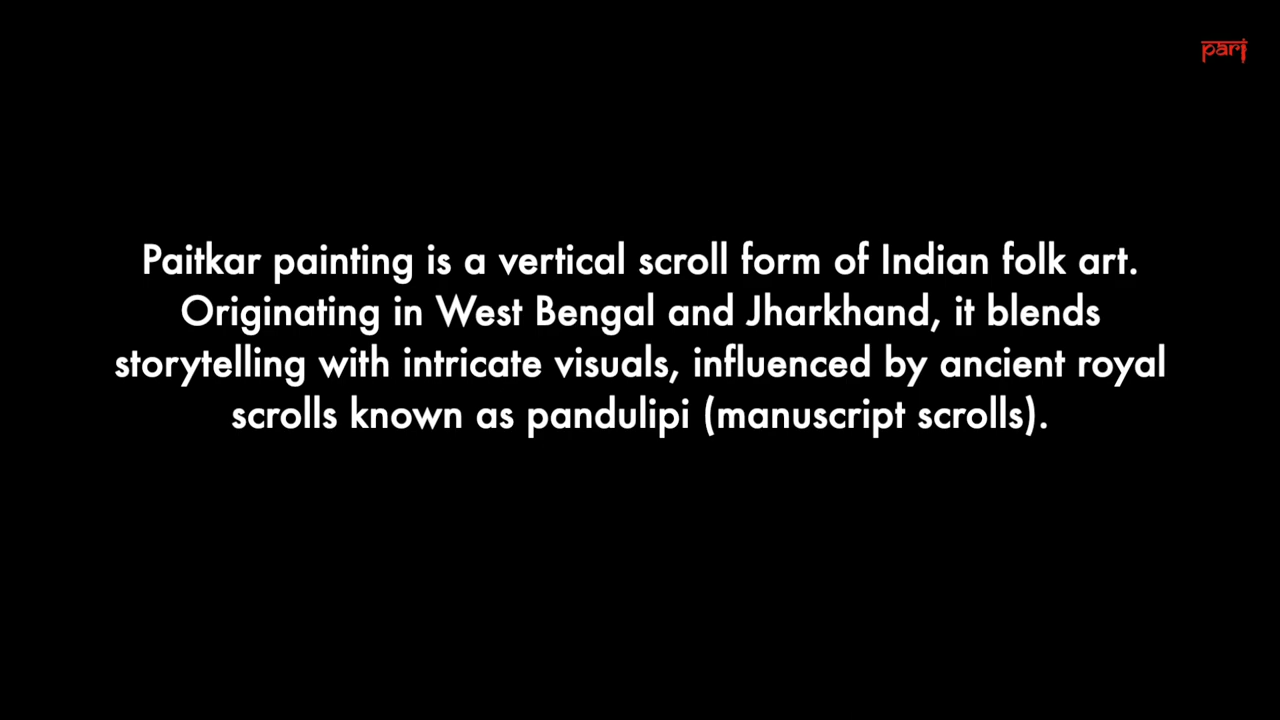 pari
Paitkar painting is a vertical scroll form of Indian folk art.
Originating in West Bengal and Jharkhand, it blends
storytelling with intricate visuals, influenced by ancient royal
scrolls known as pandulipi (manuscript scrolls).